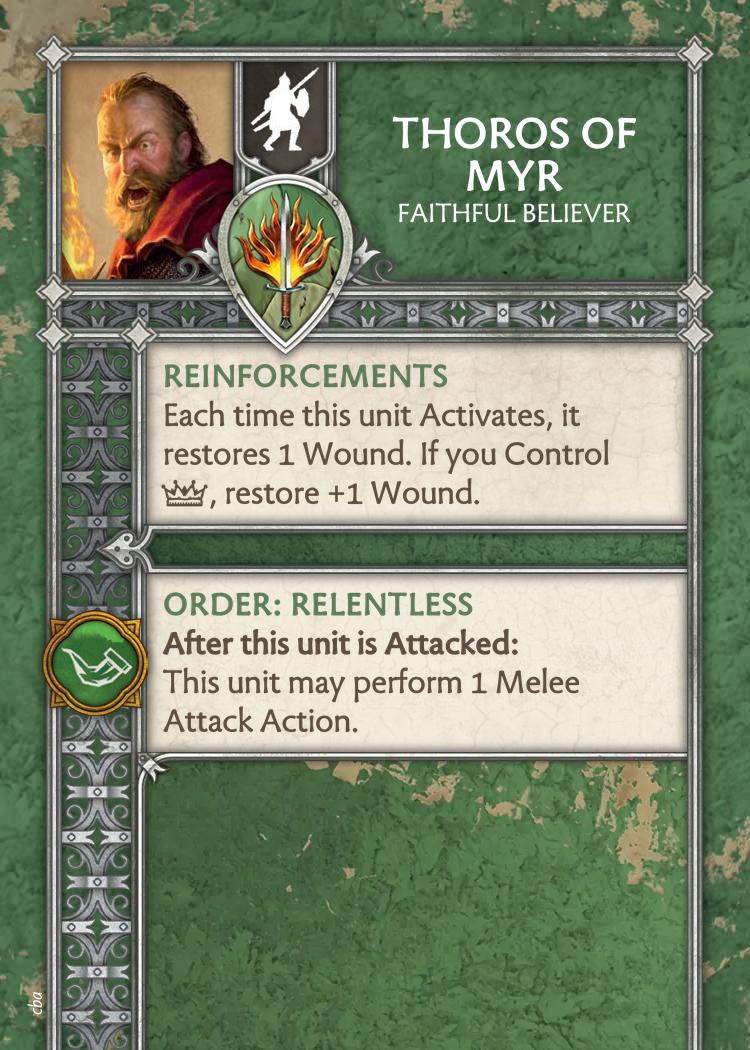 THOROS OF
MYR
FAITHFUL BELIEVER
REINFORCEMENTS
Each time this unit Activates, it
restores 1 Wound. If you Control
, restore +1 Wound.
ORDER: RELENTLESS
After this unit is Attacked:
This unit may perform 1 Melee
Attack Action.
cba